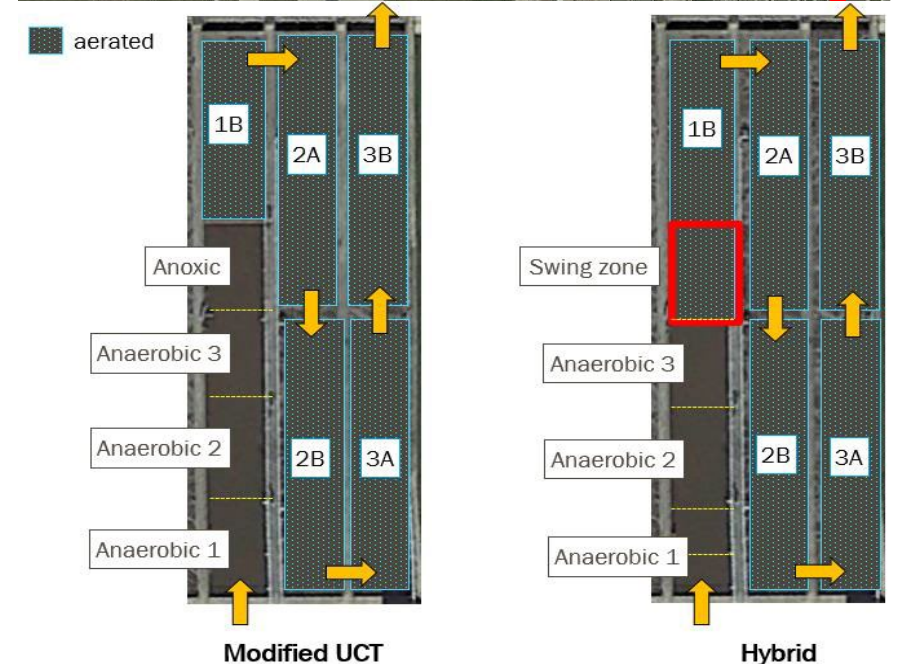 aerated
1B
2A
3B
Anoxic
Anaerobic 3
Anaerobic 2
2B
3A
Anaerobic 1
Modified UCT
1B
2A
3B
Swing zone
Anaerobic 3
Anaerobic 2
2B
3A
Anaerobic 1
Hybrid